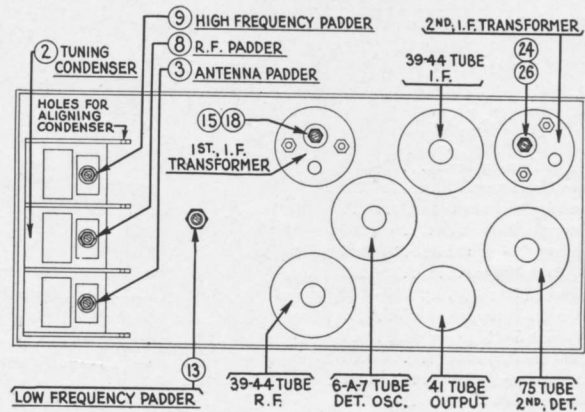 9 HIGH FREQUENCY PADDER
8 R.F. PADDER
3 ANTENNA PADDER
2 TUNING
CONDENSER
HOLES FOR
ALIGNING
CONDENSER
15 18
1ST., I.F.
TRANSFORMER
39-44 TUBE
I.F.
2ND, I.F. TRANSFORMER
24
26
13
LOW FREQUENCY PADDER
39-44 TUBE
R.F.
6-A-7 TUBE
DET. OSC.
41 TUBE
OUTPUT
75 TUBE
2ND, DET.